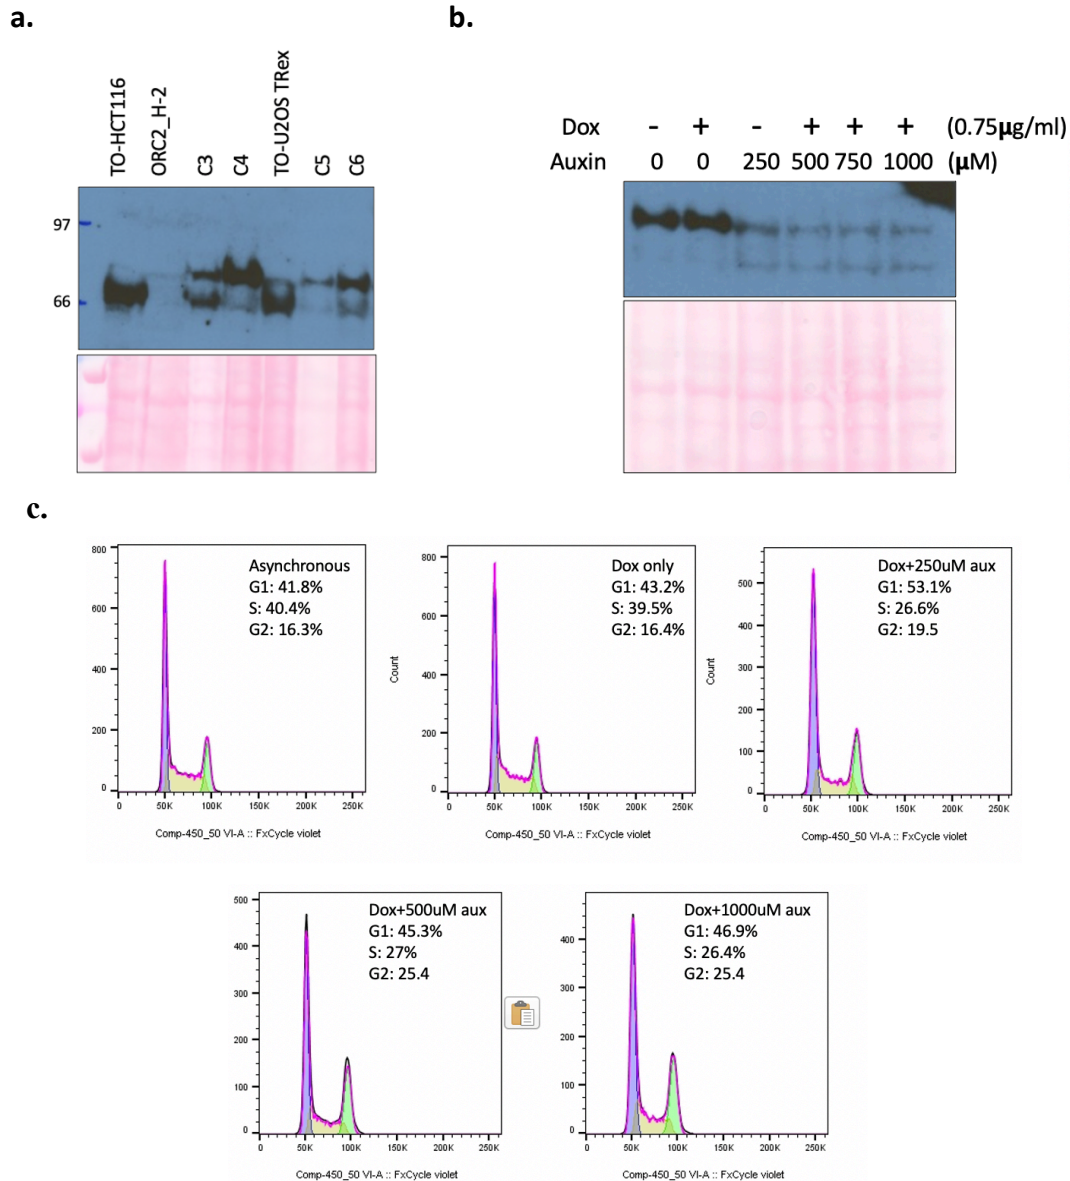 a.
b.
TO-HCT116
ORC2_H-2
C3
C4
TO-U2OS TRex
C5
C6
97
66
Dox - + - + + + (0.75µg/ml)
Auxin 0 0 250 500 750 1000 (µM)
c.
800
600
400
200
0
0 50K 100K 150K 200K 250K
Comp-450_50 VI-A :: FxCycle violet
Asynchronous
G1: 41.8%
S: 40.4%
G2: 16.3%
Count
800
600
400
200
0
0 50K 100K 150K 200K 250K
Comp-450_50 VI-A :: FxCycle violet
Dox only
G1: 43.2%
S: 39.5%
G2: 16.4%
Count
500
400
300
200
100
0
0 50K 100K 150K 200K 250K
Comp-450_50 VI-A :: FxCycle violet
Dox+250uM aux
G1: 53.1%
S: 26.6%
G2: 19.5
500
400
300
200
100
0
0 50K 100K 150K 200K 250K
Comp-450_50 VI-A :: FxCycle violet
Dox+500uM aux
G1: 45.3%
S: 27%
G2: 25.4
400
300
200
100
0
0 50K 100K 150K 200K 250K
Comp-450_50 VI-A :: FxCycle violet
Dox+1000uM aux
G1: 46.9%
S: 26.4%
G2: 25.4